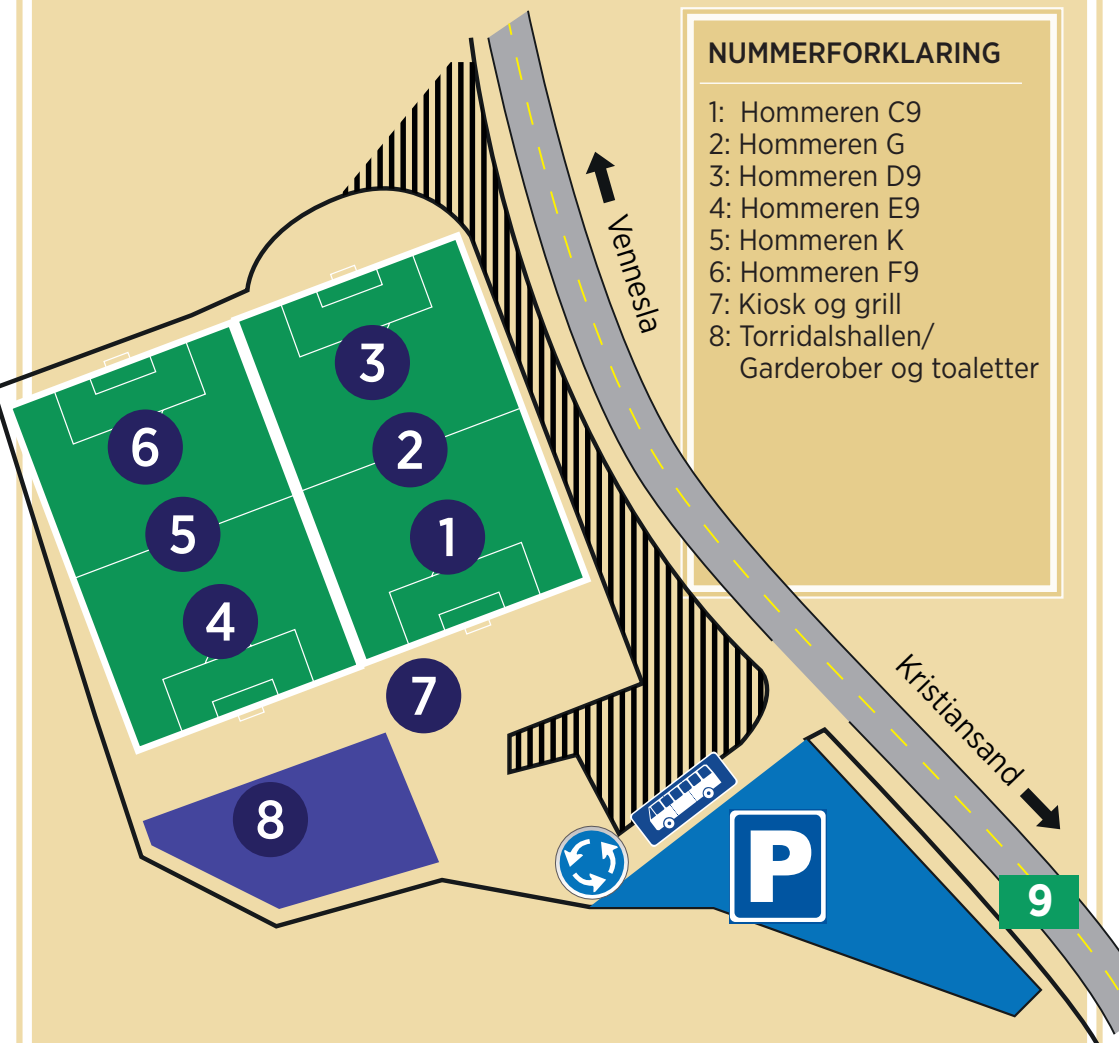 NUMMERFORKLARING
1: Hommeren C9
2: Hommeren G
3: Hommeren D9
4: Hommeren E9
5: Hommeren K
6: Hommeren F9
7: Kiosk og grill
8: Torridalshallen/
Garderober og toaletter
Vennesla
3
2
6
1
5
4
7
Kristiansand
8
P
9